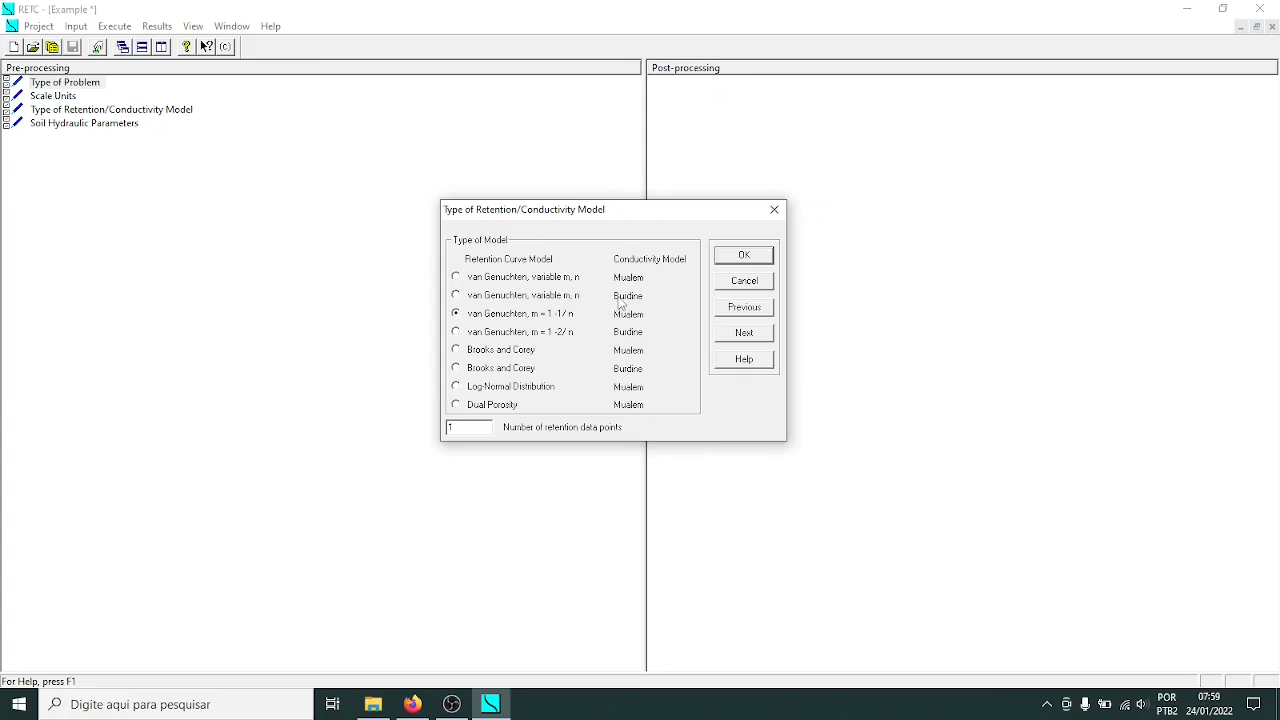 RETC - [Example *]
Project Input Execute Results View Window Help
Pre-processing
Post-processing
Type of Problem
Scale Units
Type of Retention/Conductivity Model
Soil Hydraulic Parameters
Type of Retention/Conductivity Model
Type of Model
Retention Curve Model Conductivity Model
van Genuchten, variable m, n Mualem
van Genuchten, variable m, n Burdine
van Genuchten, m = 1 -1/ n Mualem
van Genuchten, m = 1 -2/ n Burdine
Brooks and Corey Mualem
Brooks and Corey Burdine
Log-Normal Distribution Mualem
Dual Porosity Mualem
1 Number of retention data points
OK
Cancel
Previous
Next
Help
For Help, press F1
Digite aqui para pesquisar
POR
PTB2
07:59
24/01/2022